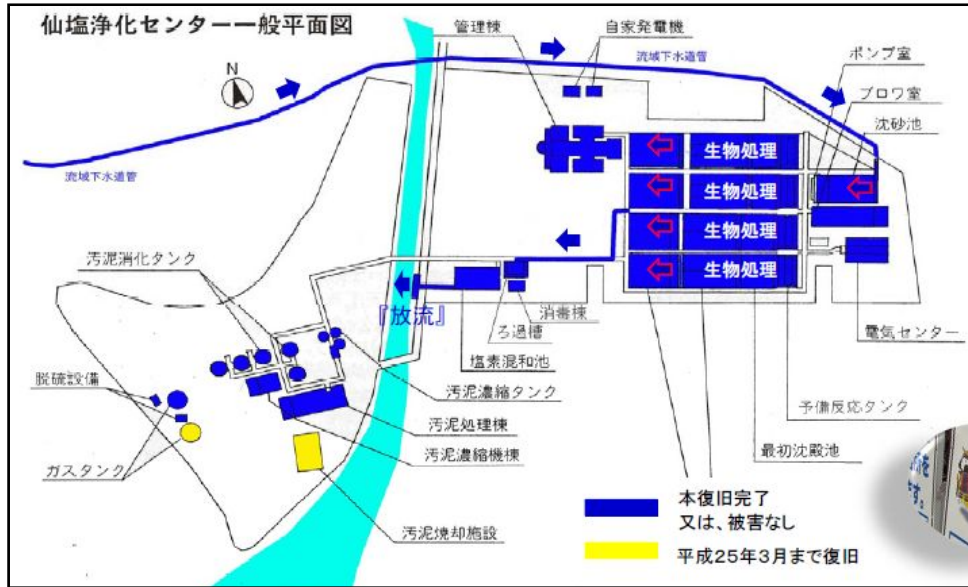 仙塩浄化センター一般平面図
N
管理棟
自家発電機
ポンプ室
流域下水道管
ブロワ室
沈砂池
流域下水道管
生物処理
生物処理
生物処理
生物処理
汚泥消化タンク
『放流』
消毒棟
ろ過槽
塩素混和池
電気センター
脱硫設備
汚泥濃縮タンク
予備反応タンク
汚泥処理棟
最初沈殿池
汚泥濃縮機棟
ガスタンク
汚泥焼却施設
本復旧完了
又は、被害なし
平成25年3月まで復旧